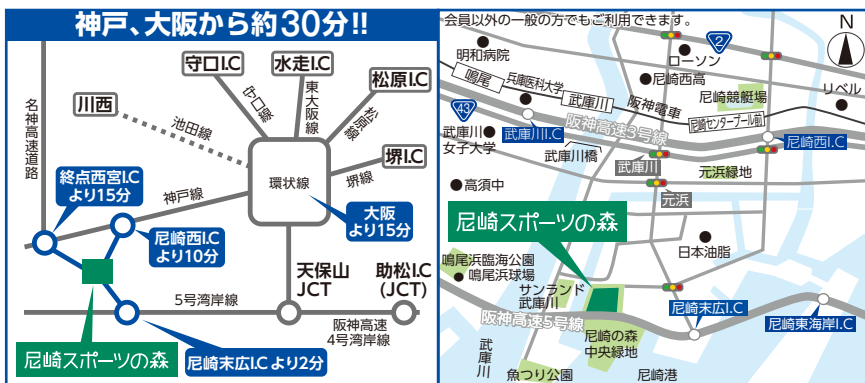 神戸、大阪から約30分!!
守口I.C
水走I.C
松原I.C
川西
守口線
東大阪線
松原線
池田線
名神高速道路
堺I.C
堺線
環状線
神戸線
終点西宮I.C
より15分
尼崎西I.C
より10分
大阪
より15分
天保山
JCT
助松I.C
(JCT)
5号湾岸線
阪神高速
4号湾岸線
尼崎スポーツの森
尼崎末広I.C より2分
会員以外の一般の方でもご利用できます。
N
2
明和病院
ローソン
鳴尾
兵庫医科大学
武庫川
阪神電車
尼崎西高
尼崎競艇場
リベル
43
阪神高速3号線
尼崎センタープール前
武庫川
女子大学
武庫川I.C
尼崎西I.C
武庫川橋
武庫川
元浜緑地
高須中
元浜
尼崎スポーツの森
日本油脂
鳴尾浜臨海公園
鳴尾浜球場
サンランド
武庫川
阪神高速5号線
尼崎末広I.C
尼崎東海岸I.C
尼崎の森
中央緑地
武庫川
魚つり公園
尼崎港